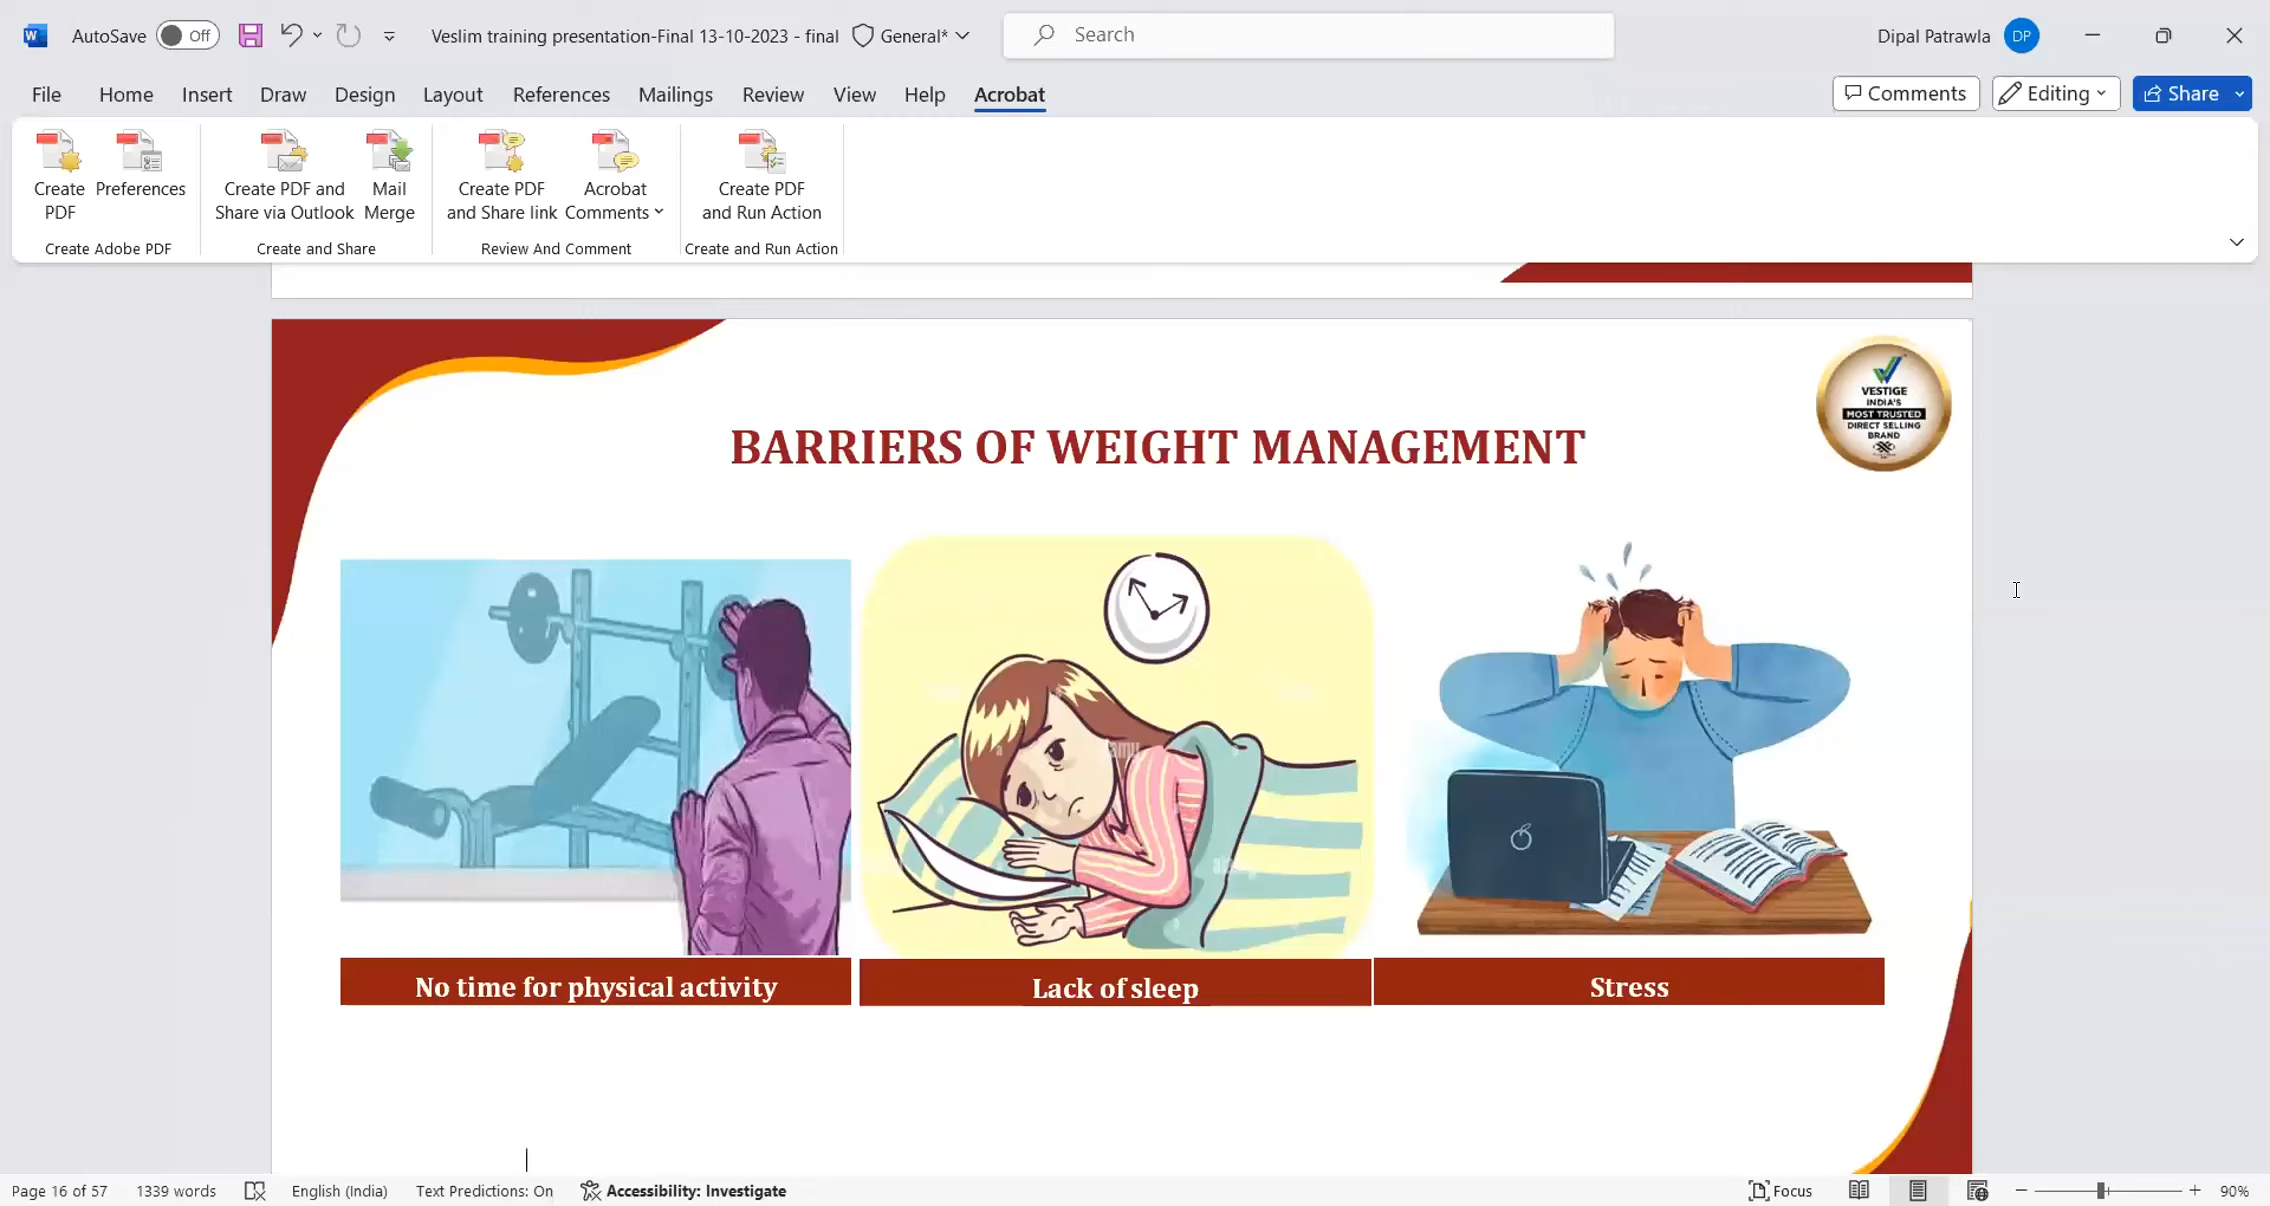 AutoSave Off Veslim training presentation-Final 13-10-2023 - final General* Search Dipal Patrawla DP
File Home Insert Draw Design Layout References Mailings Review View Help Acrobat Comments Editing Share
Create PDF
Preferences
Create PDF and
Share via Outlook
Mail
Merge
Create PDF
and Share link
Acrobat
Comments
Create PDF
and Run Action
Create Adobe PDF Create and Share Review And Comment Create and Run Action
VESTIGE
INDIA'S
MOST TRUSTED
DIRECT SELLING
BRAND
BARRIERS OF WEIGHT MANAGEMENT
No time for physical activity
Lack of sleep
Stress
Page 16 of 57 1339 words English (India) Text Predictions: On Accessibility: Investigate Focus 90%